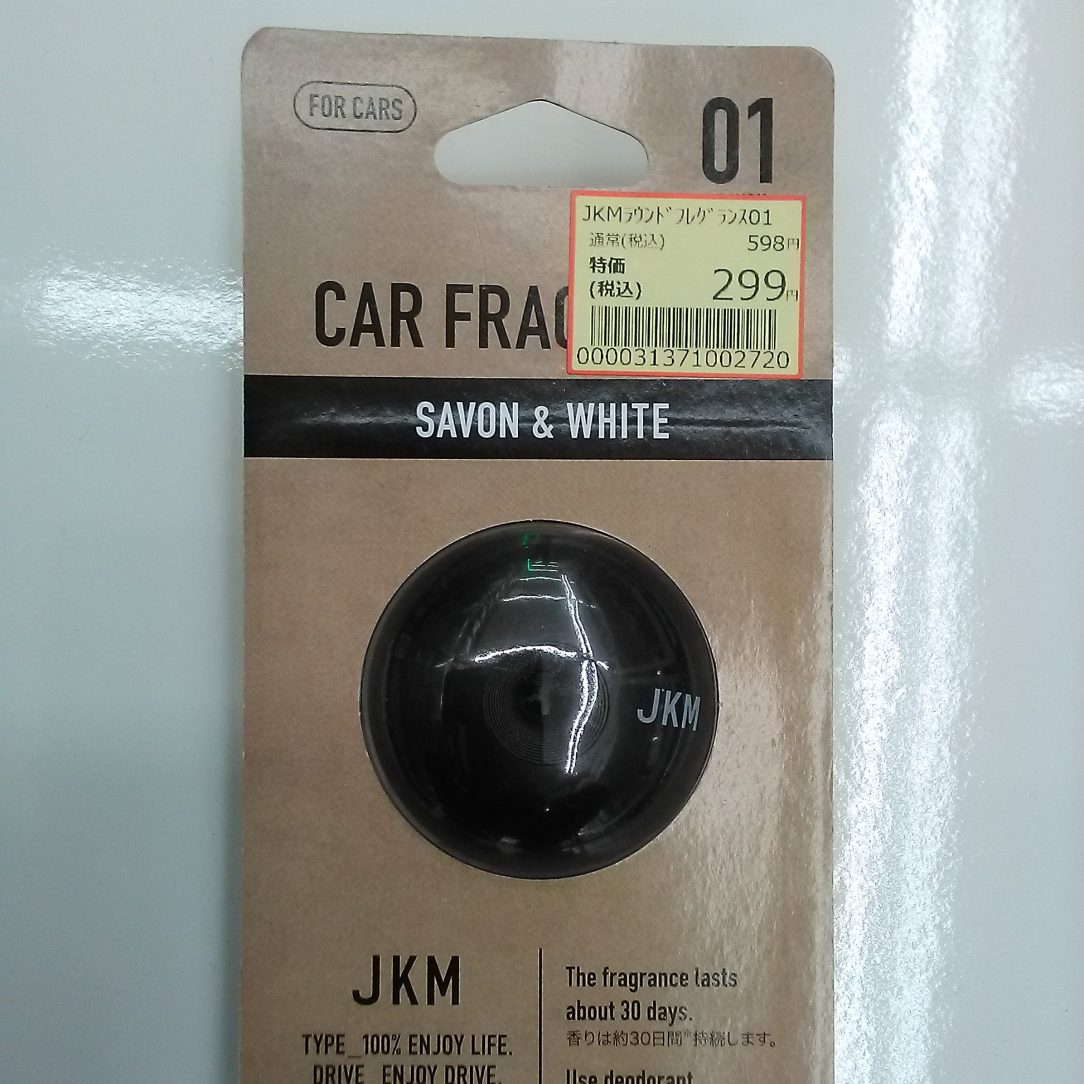 FOR CARS
01
JKMﾗｳﾝﾄﾞﾌﾚｸﾞﾗﾝｽ01
通常(税込) 598円
特価
(税込) 299円
000031371002720
CAR FRAG
SAVON & WHITE
JKM
JKM
TYPE_100% ENJOY LIFE.
DRIVE_ENJOY DRIVE.
The fragrance lasts
about 30 days.
香りは約30日間※持続します。
Use deodorant